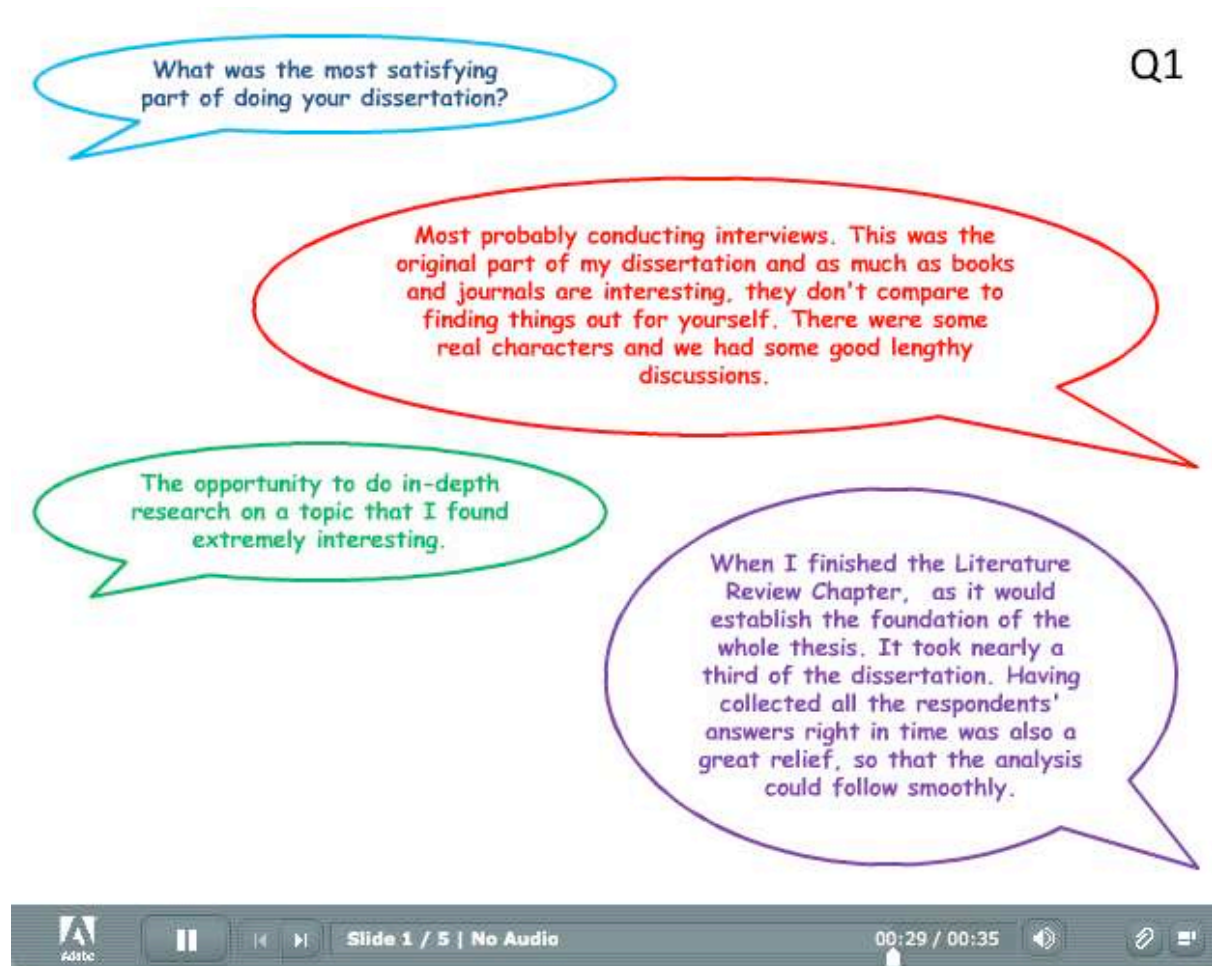 Q1
What was the most satisfying
part of doing your dissertation?
Most probably conducting interviews. This was the
original part of my dissertation and as much as books
and journals are interesting, they don't compare to
finding things out for yourself. There were some
real characters and we had some good lengthy
discussions.
The opportunity to do in-depth
research on a topic that I found
extremely interesting.
When I finished the Literature
Review Chapter,  as it would
establish the foundation of the
whole thesis. It took nearly a
third of the dissertation. Having
collected all the respondents'
answers right in time was also a
great relief, so that the analysis
could follow smoothly.
Adobe
Slide 1 / 5 | No Audio
00:29 / 00:35